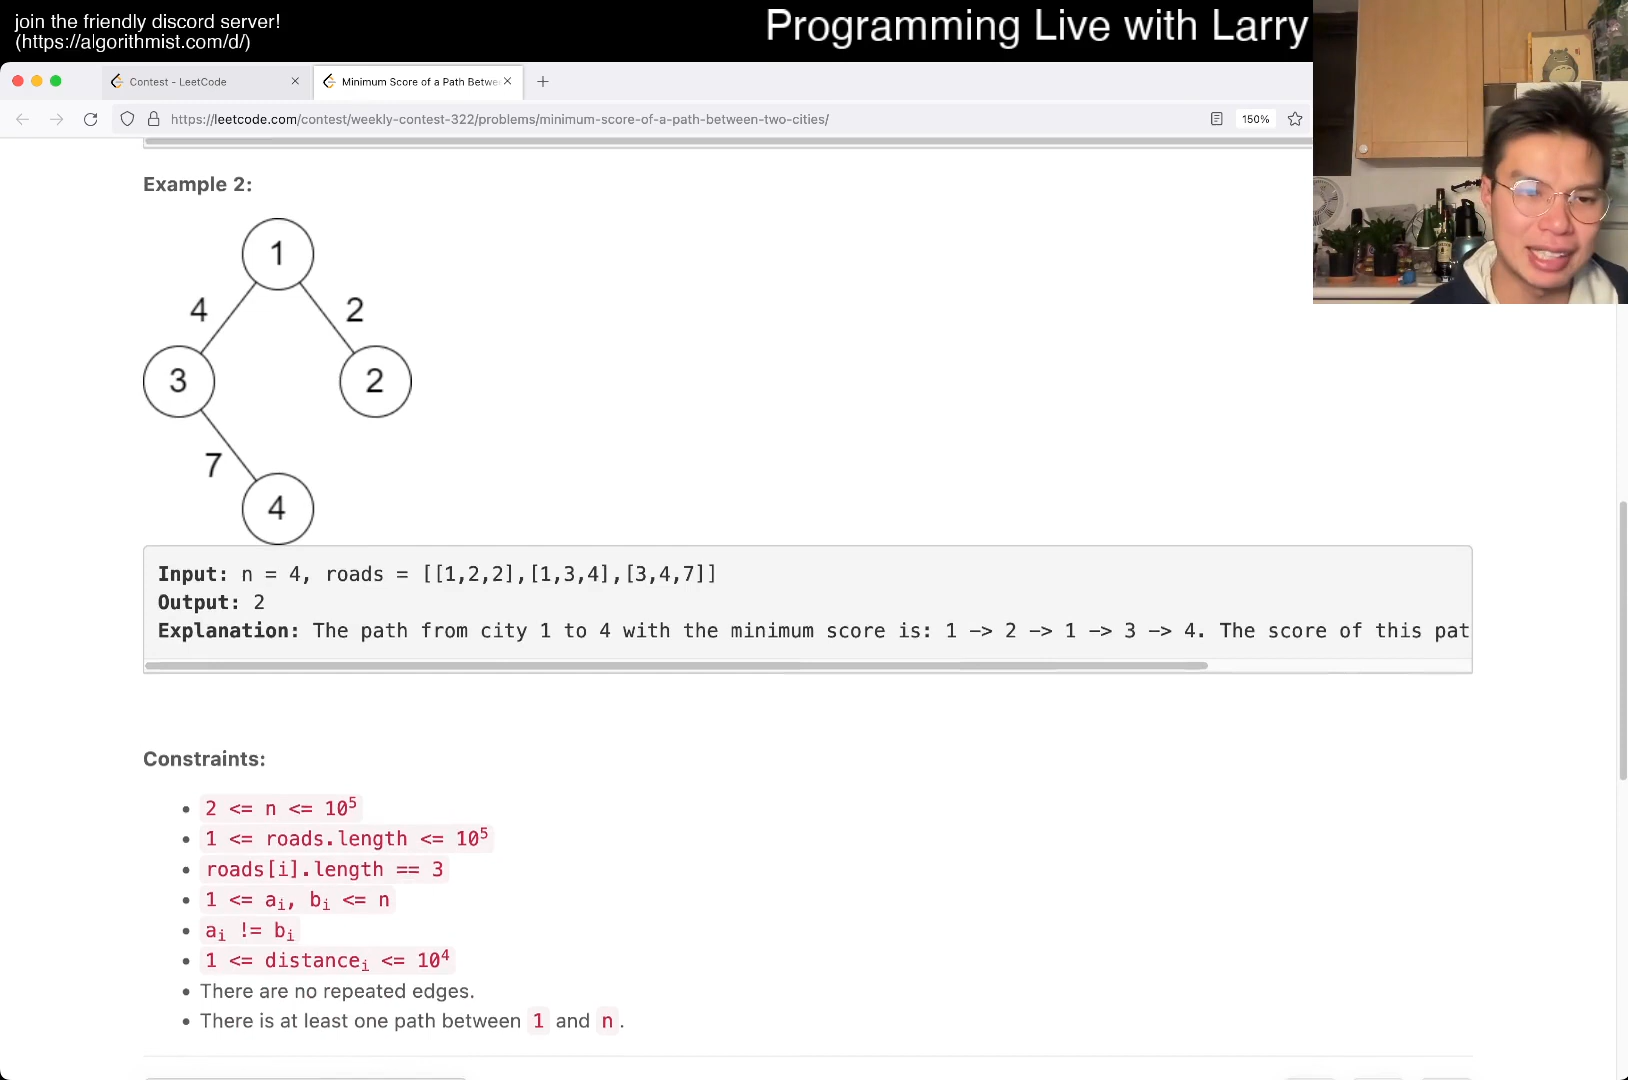 join the friendly discord server!
(https://algorithmist.com/d/)
Programming Live with Larry
Contest - LeetCode
Minimum Score of a Path Betwe
https://leetcode.com/contest/weekly-contest-322/problems/minimum-score-of-a-path-between-two-cities/
150%
Example 2:
1
4 2
3 2
7
4
Input: n = 4, roads = [[1,2,2],[1,3,4],[3,4,7]]
Output: 2
Explanation: The path from city 1 to 4 with the minimum score is: 1 -> 2 -> 1 -> 3 -> 4. The score of this pat
Constraints:
• 2 <= n <= 10⁵
• 1 <= roads.length <= 10⁵
• roads[i].length == 3
• 1 <= aᵢ, bᵢ <= n
• aᵢ != bᵢ
• 1 <= distanceᵢ <= 10⁴
• There are no repeated edges.
• There is at least one path between 1 and n.